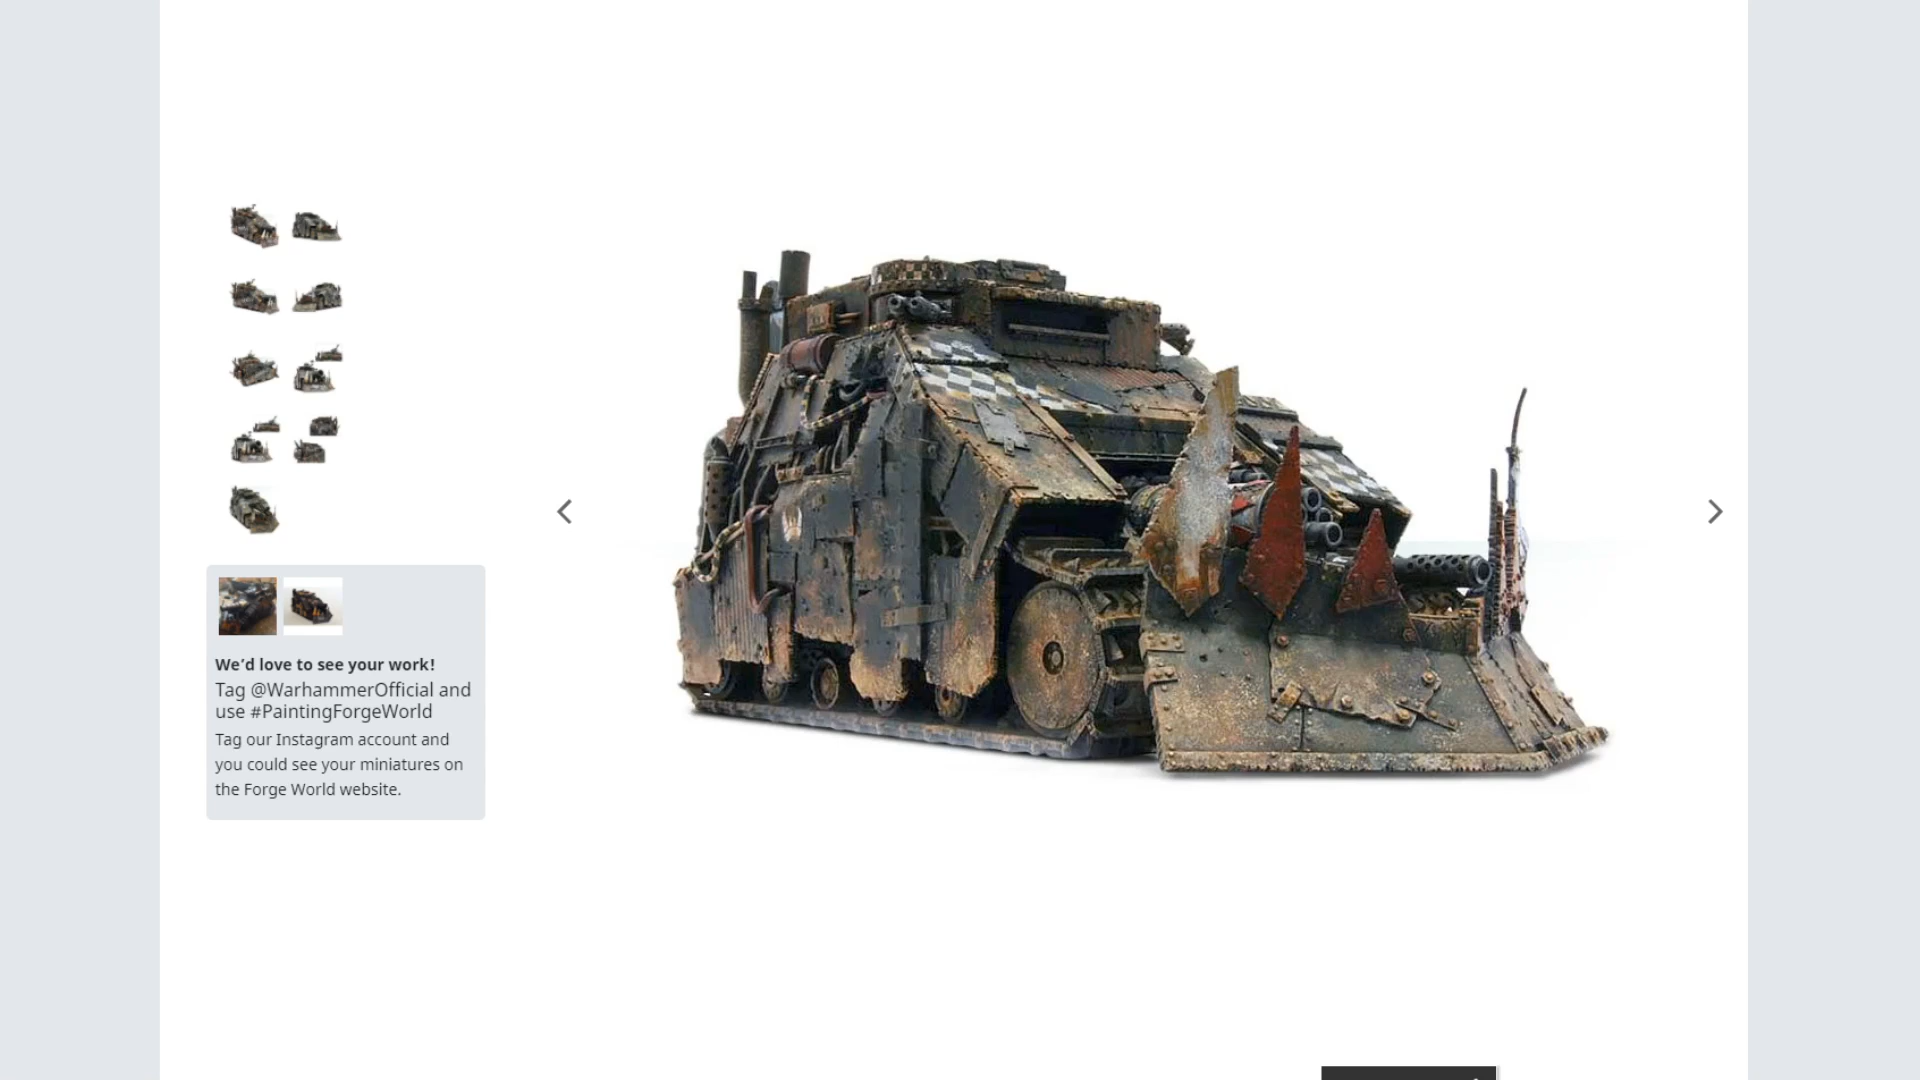 We’d love to see your work!
Tag @WarhammerOfficial and
use #PaintingForgeWorld
Tag our Instagram account and
you could see your miniatures on
the Forge World website.